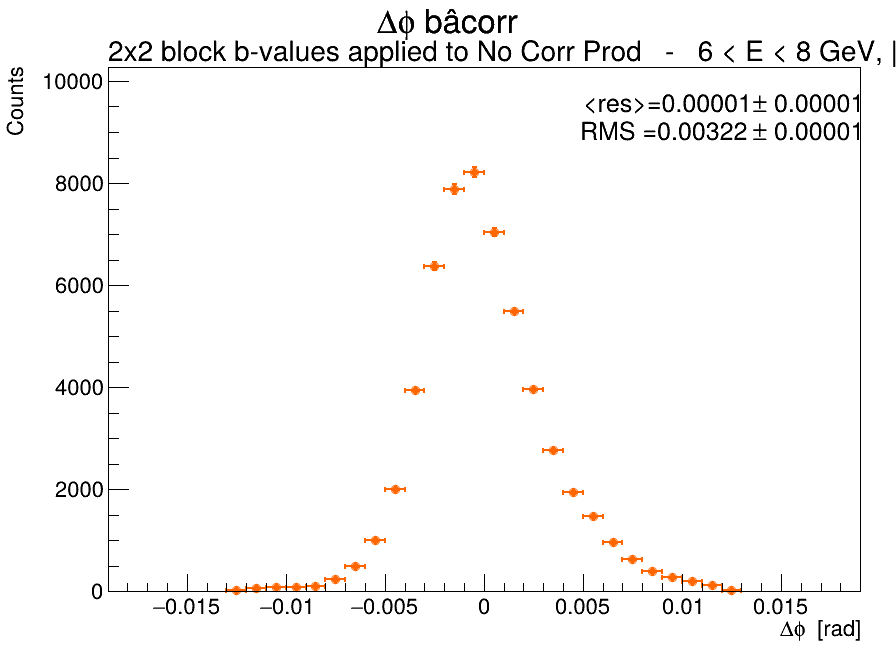 Δϕ bâcorr
2x2 block b-values applied to No Corr Prod - 6 < E < 8 GeV, |
Counts
<res>=0.00001± 0.00001
RMS =0.00322 ± 0.00001
10000
8000
6000
4000
2000
0
−0.015 −0.01 −0.005 0 0.005 0.01 0.015
Δϕ [rad]